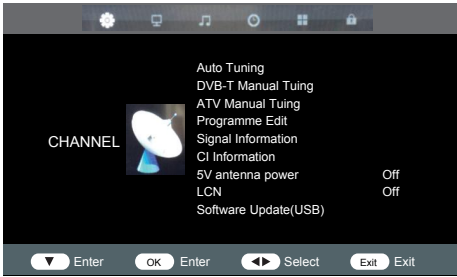 Auto Tuning
DVB-T Manual Tuing
ATV Manual Tuing
Programme Edit
CHANNEL
Signal Information
CI Information
5V antenna power Off
LCN Off
Software Update(USB)
Enter OK Enter Select Exit Exit